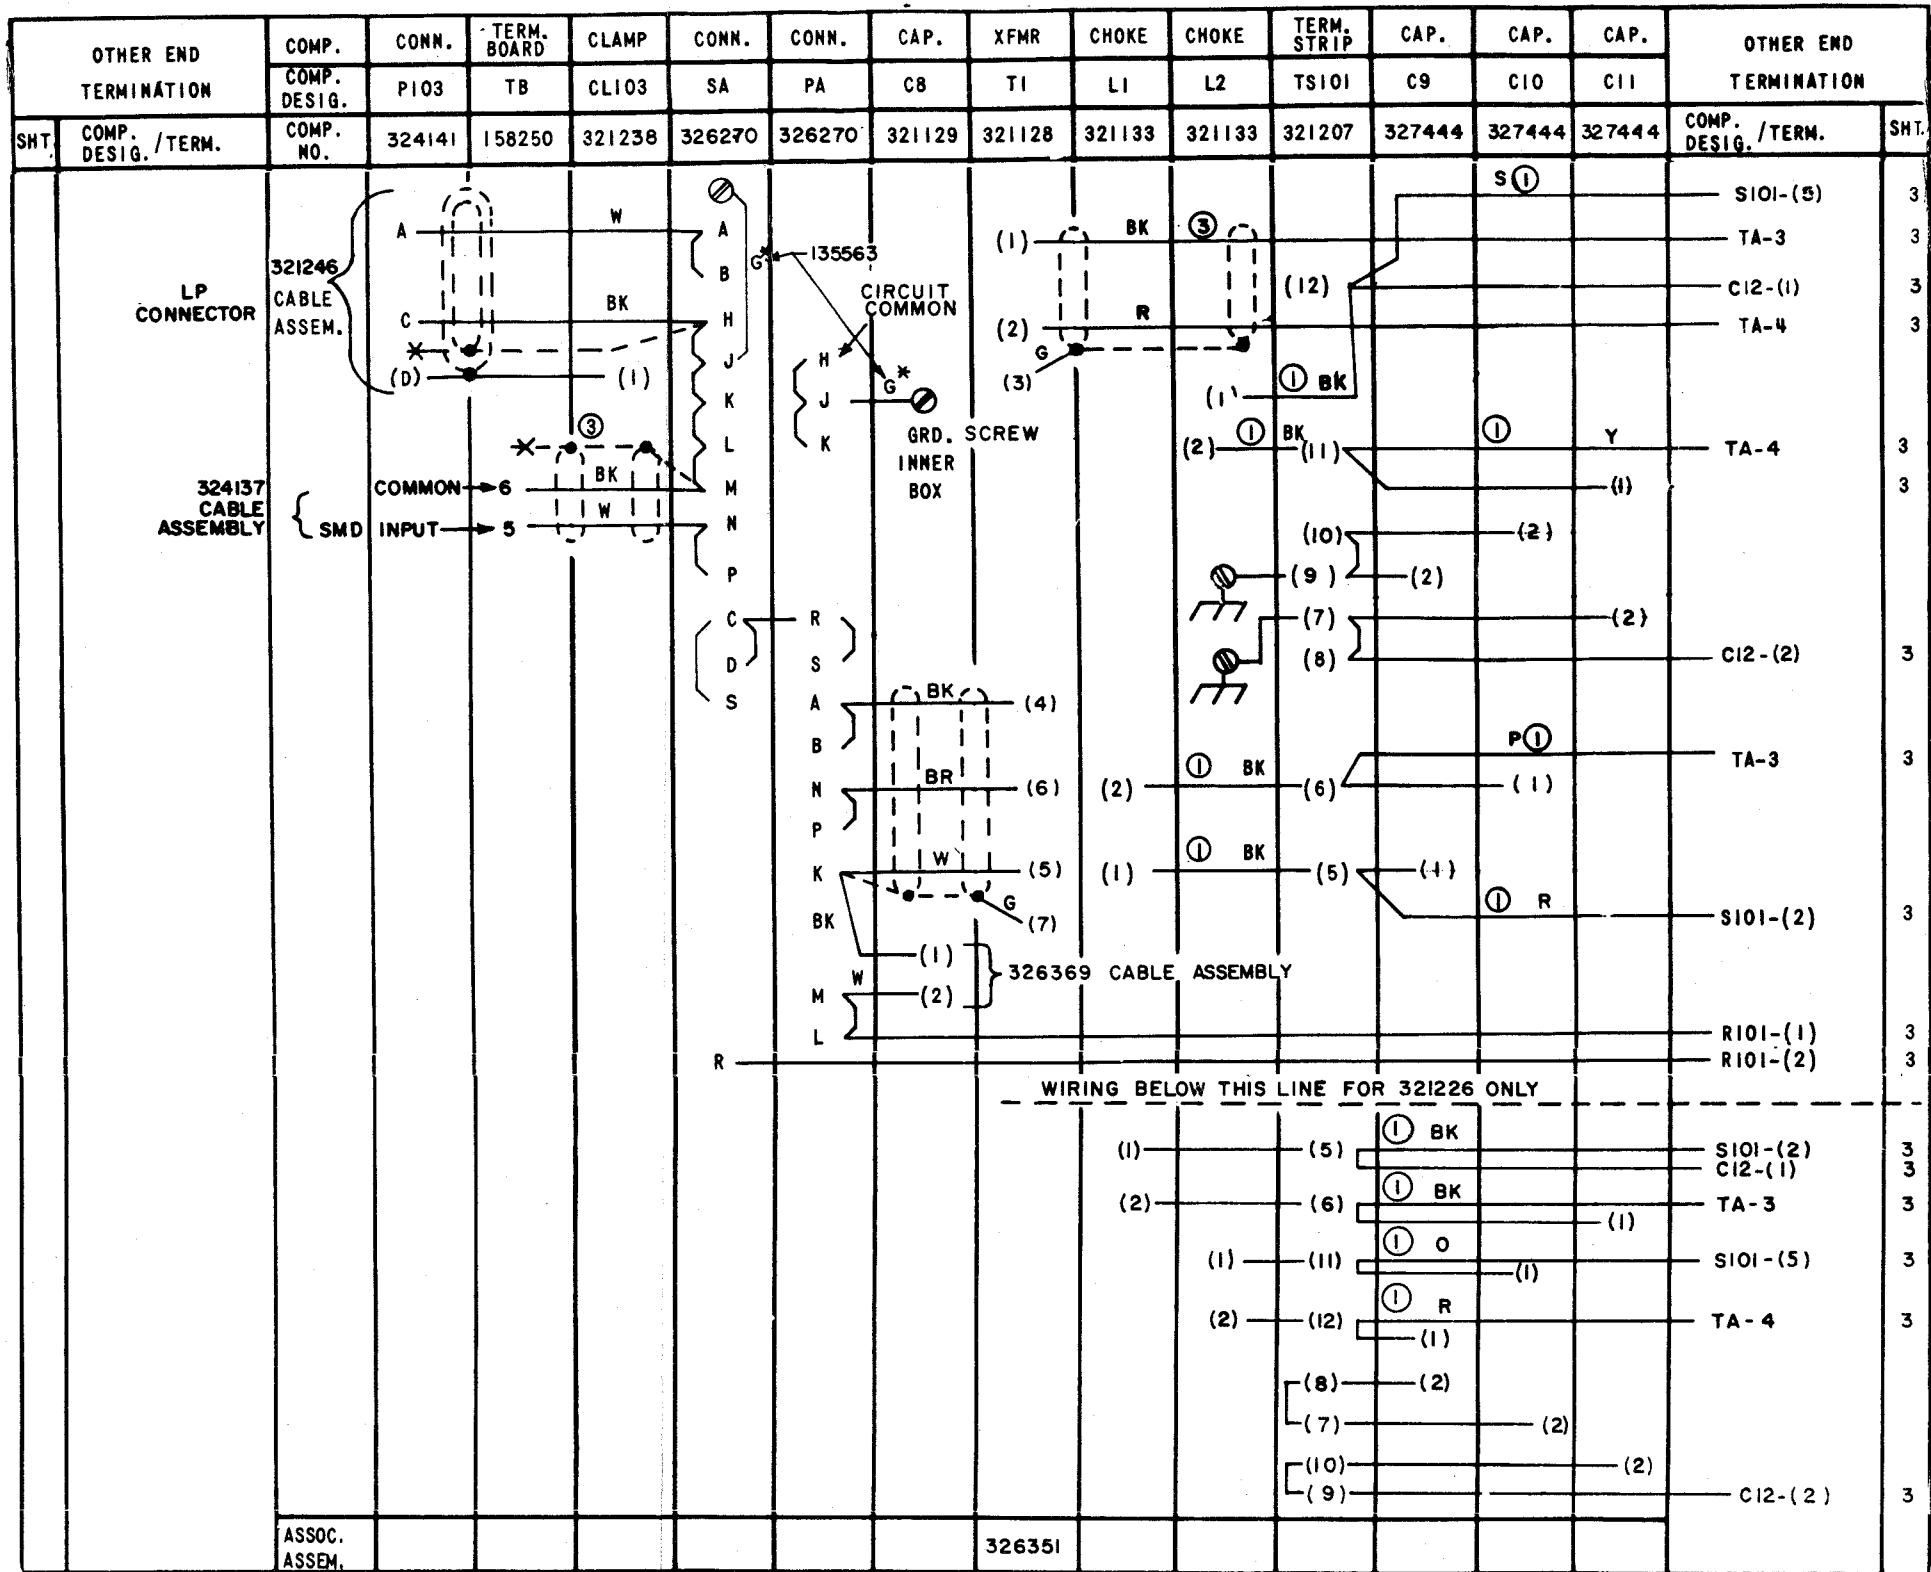 OTHER END TERMINATION
COMP.
CONN.
TERM. BOARD
CLAMP
CONN.
CONN.
CAP.
XFMR
CHOKE
CHOKE
TERM. STRIP
CAP.
CAP.
CAP.
OTHER END TERMINATION
COMP. DESIG.
P103
TB
CL103
SA
PA
C8
T1
L1
L2
TS101
C9
C10
C11
SHT.
COMP. DESIG. / TERM.
COMP. NO.
324141
158250
321238
326270
326270
321129
321128
321133
321133
321207
327444
327444
327444
COMP. DESIG. / TERM.
SHT.
S 1
S101-(5) 3
A W A
(1) BK 3 TA-3 3
G* 135563
321246 CABLE ASSEM.
B
LP CONNECTOR
CIRCUIT COMMON
(12) C12-(1) 3
C BK H
(2) R TA-4 3
X
J H
G
(D) (1)
(3)
G*
(1) 1 BK
K J
GRD. SCREW INNER BOX
X 3
L K
(2) 1 BK (11) 1 Y TA-4 3
324137 CABLE ASSEMBLY
COMMON 6 BK M
(1) 3
SMD INPUT 5 W N
(10) (2)
P
(9) (2)
C R
(7) (2)
D S
(8) C12-(2) 3
S
A BK (4)
B
P 1 TA-3 3
N BR (6)
(2) 1 BK (6) (1)
P
K W (5)
(1) 1 BK (5) (1)
BK
G (7)
1 R S101-(2) 3
(1)
326369 CABLE ASSEMBLY
W
M (2)
L R101-(1) 3
R R101-(2) 3
WIRING BELOW THIS LINE FOR 321226 ONLY
1 BK
(1) (5) S101-(2) 3
C12-(1) 3
1 BK
(2) (6) TA-3 3
(1)
1 O
(1) (11) S101-(5) 3
(1)
1 R
(2) (12) TA-4 3
(1)
(8) (2)
(7) (2)
(10) (2)
(9) C12-(2) 3
ASSOC. ASSEM.
326351